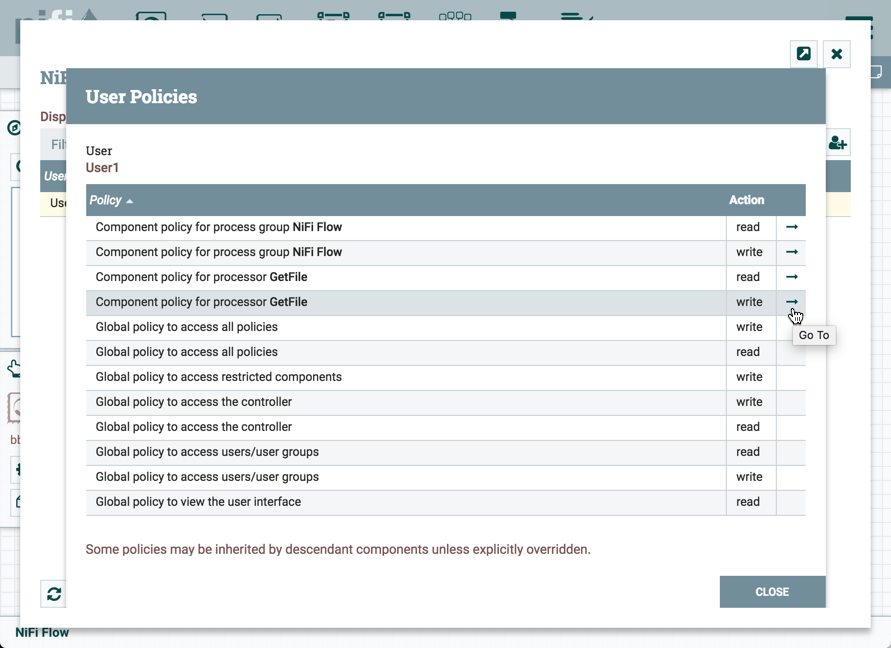 User Policies
User
User1
Policy Action
Component policy for process group NiFi Flow read
Component policy for process group NiFi Flow write
Component policy for processor GetFile read
Component policy for processor GetFile write
Global policy to access all policies write
Go To
Global policy to access all policies read
Global policy to access restricted components write
Global policy to access the controller write
Global policy to access the controller read
Global policy to access users/user groups read
Global policy to access users/user groups write
Global policy to view the user interface read
Some policies may be inherited by descendant components unless explicitly overridden.
CLOSE
NiFi Flow